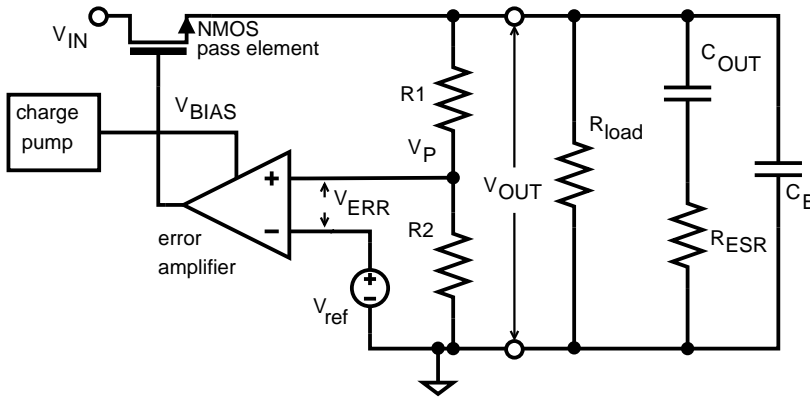 V_IN
NMOS
pass element
charge
pump
V_BIAS
R1
V_P
+
V_ERR
−
error
amplifier
R2
V_ref
+
−
V_OUT
R_load
C_OUT
R_ESR